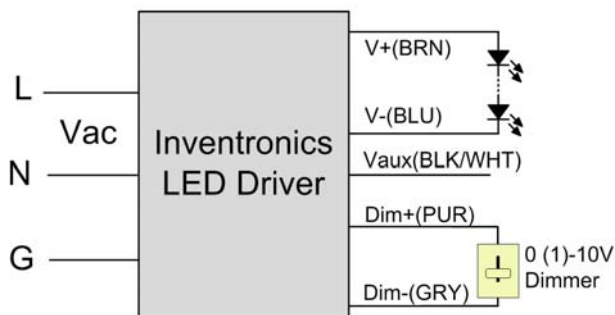 L
Vac
N
G
Inventronics
LED Driver
V+(BRN)
V-(BLU)
Vaux(BLK/WHT)
Dim+(PUR)
Dim-(GRY)
0 (1)-10V
Dimmer